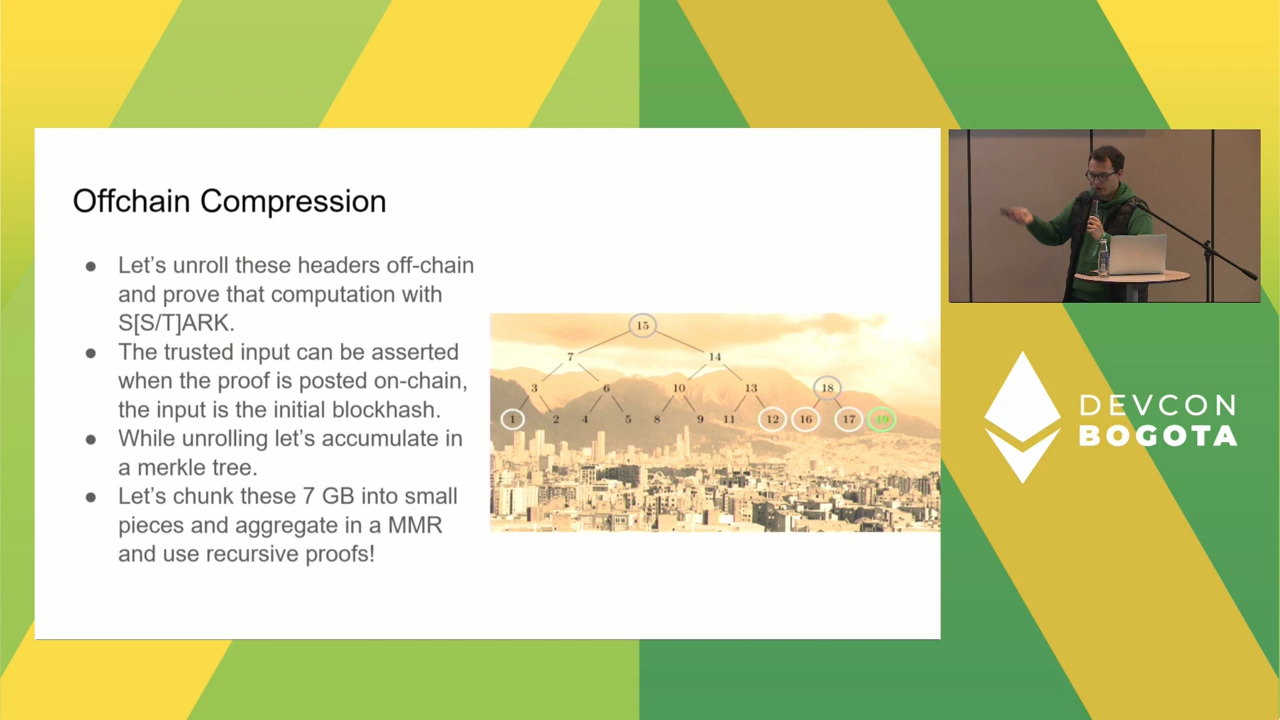 Offchain Compression
● Let's unroll these headers off-chain
and prove that computation with
S[S/T]ARK.
● The trusted input can be asserted
when the proof is posted on-chain,
the input is the initial blockhash.
● While unrolling let's accumulate in
a merkle tree.
● Let's chunk these 7 GB into small
pieces and aggregate in a MMR
and use recursive proofs!
15
7 14
3 6 10 13 18
1 2 4 5 8 9 11 12 16 17 19
DEVCON
BOGOTA